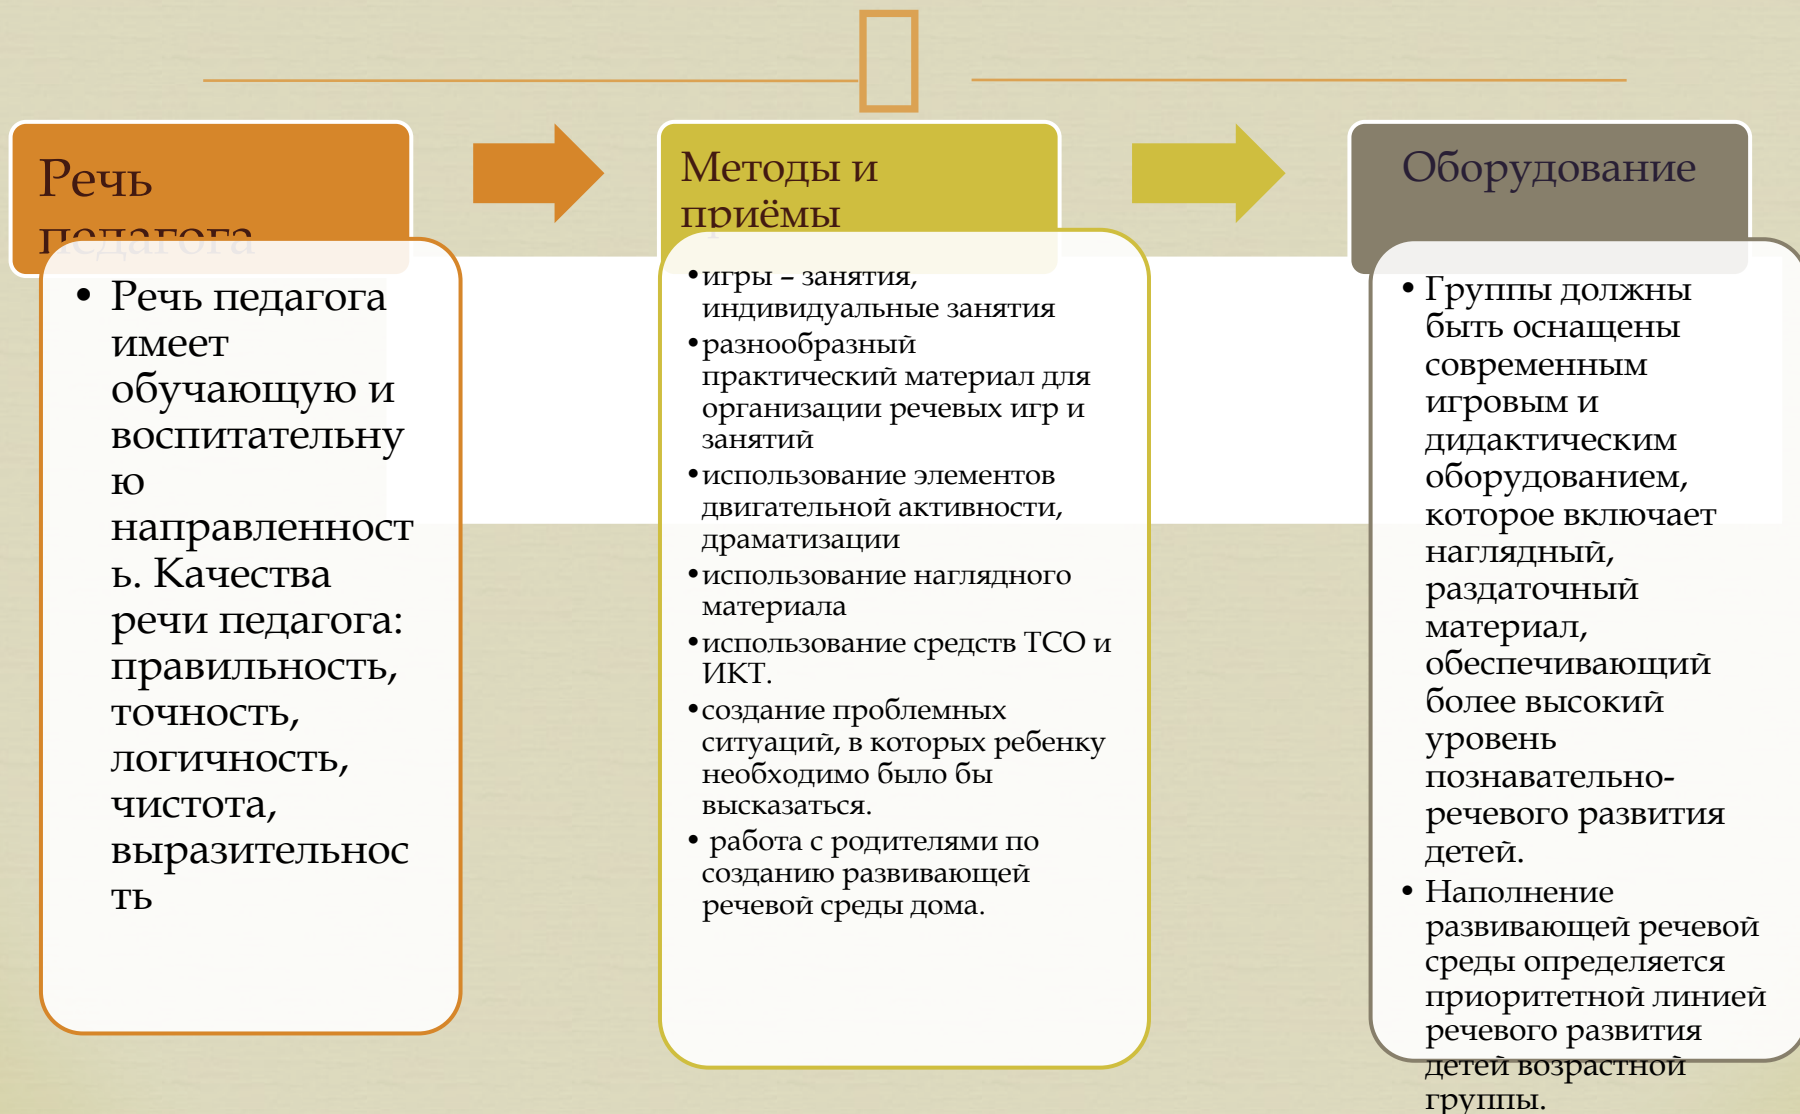 Речь
педагога
• Речь педагога
имеет
обучающую и
воспитательну
ю
направленност
ь. Качества
речи педагога:
правильность,
точность,
логичность,
чистота,
выразительнос
ть
Методы и
приёмы
•игры – занятия,
индивидуальные занятия
•разнообразный
практический материал для
организации речевых игр и
занятий
•использование элементов
двигательной активности,
драматизации
•использование наглядного
материала
•использование средств ТСО и
ИКТ.
•создание проблемных
ситуаций, в которых ребенку
необходимо было бы
высказаться.
• работа с родителями по
созданию развивающей
речевой среды дома.
Оборудование
• Группы должны
быть оснащены
современным
игровым и
дидактическим
оборудованием,
которое включает
наглядный,
раздаточный
материал,
обеспечивающий
более высокий
уровень
познавательно-
речевого развития
детей.
• Наполнение
развивающей речевой
среды определяется
приоритетной линией
речевого развития
детей возрастной
группы.